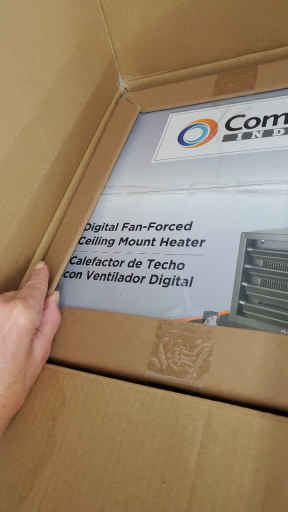 Com
IND
Digital Fan-Forced
Ceiling Mount Heater
Calefactor de Techo
con Ventilador Digital